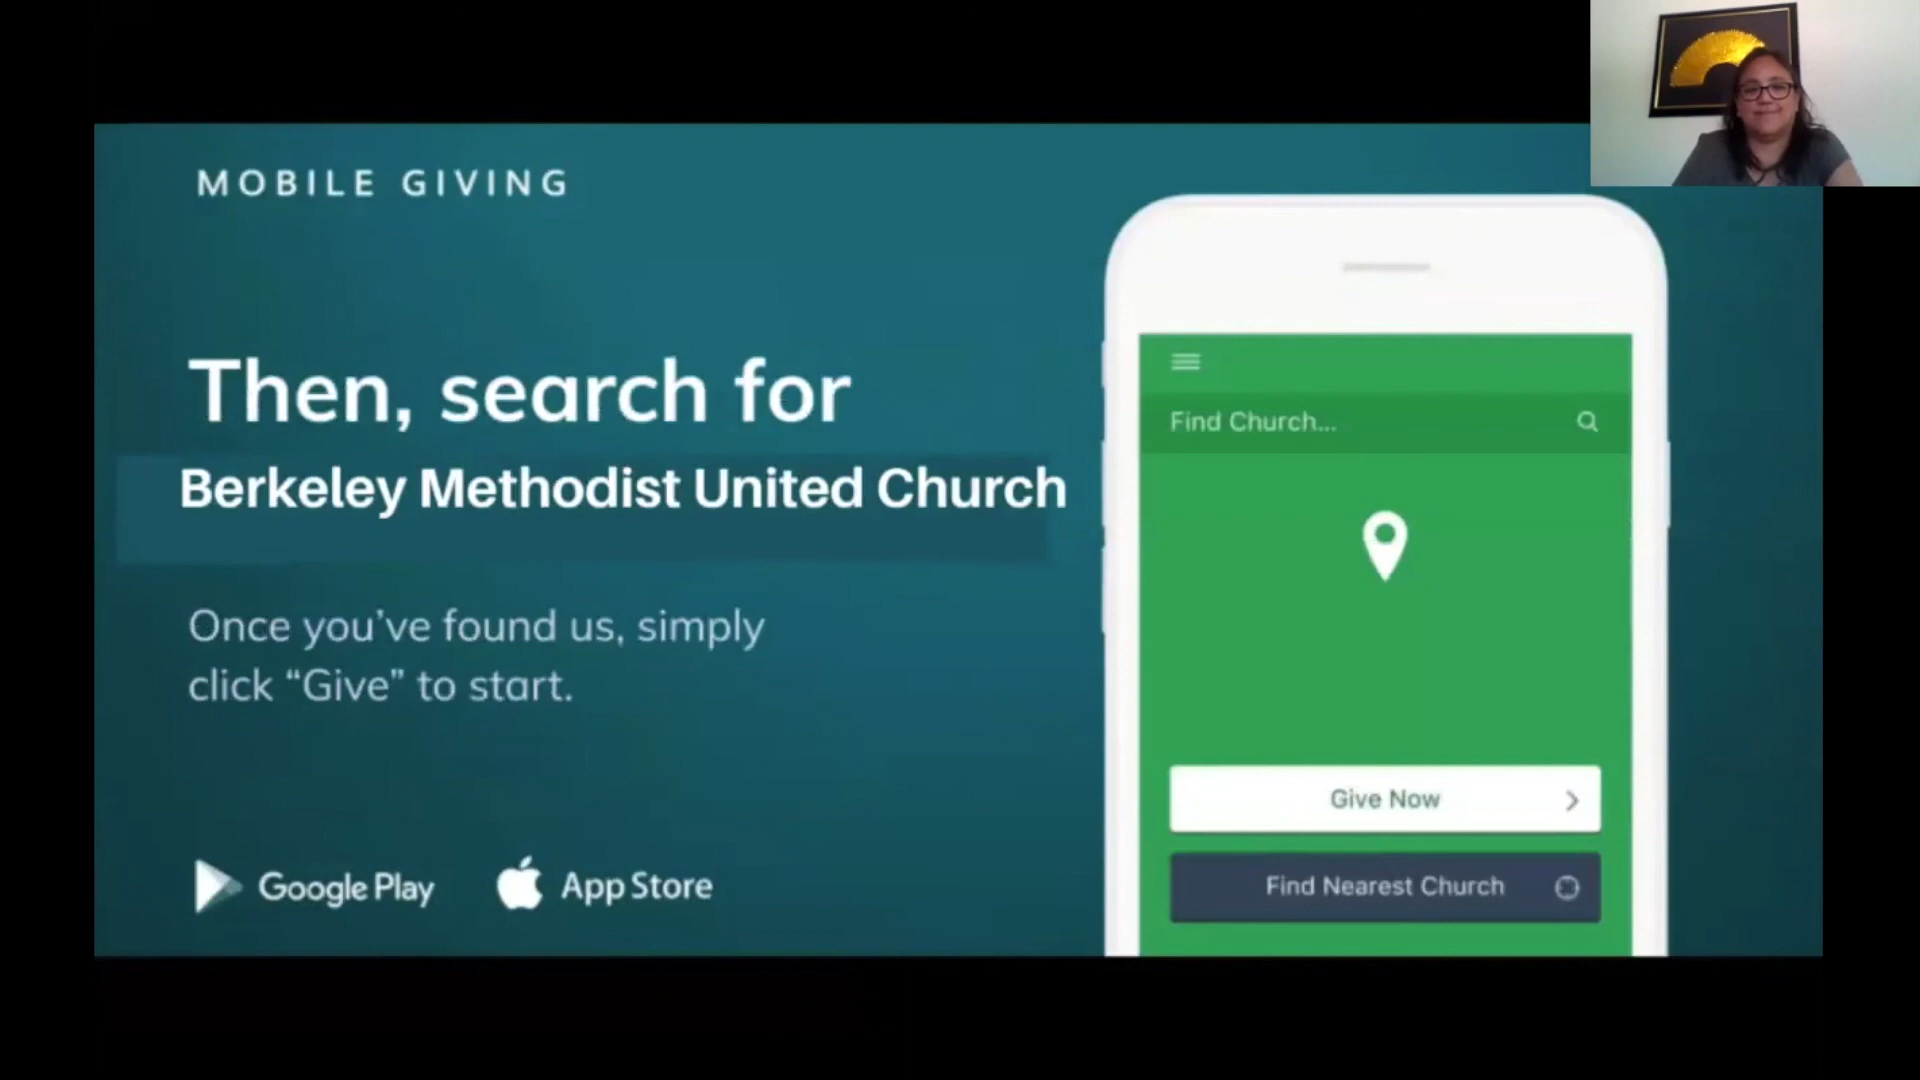 MOBILE GIVING
Then, search for
Berkeley Methodist United Church
Once you’ve found us, simply
click “Give” to start.
Google Play
App Store
Find Church...
Give Now
Find Nearest Church